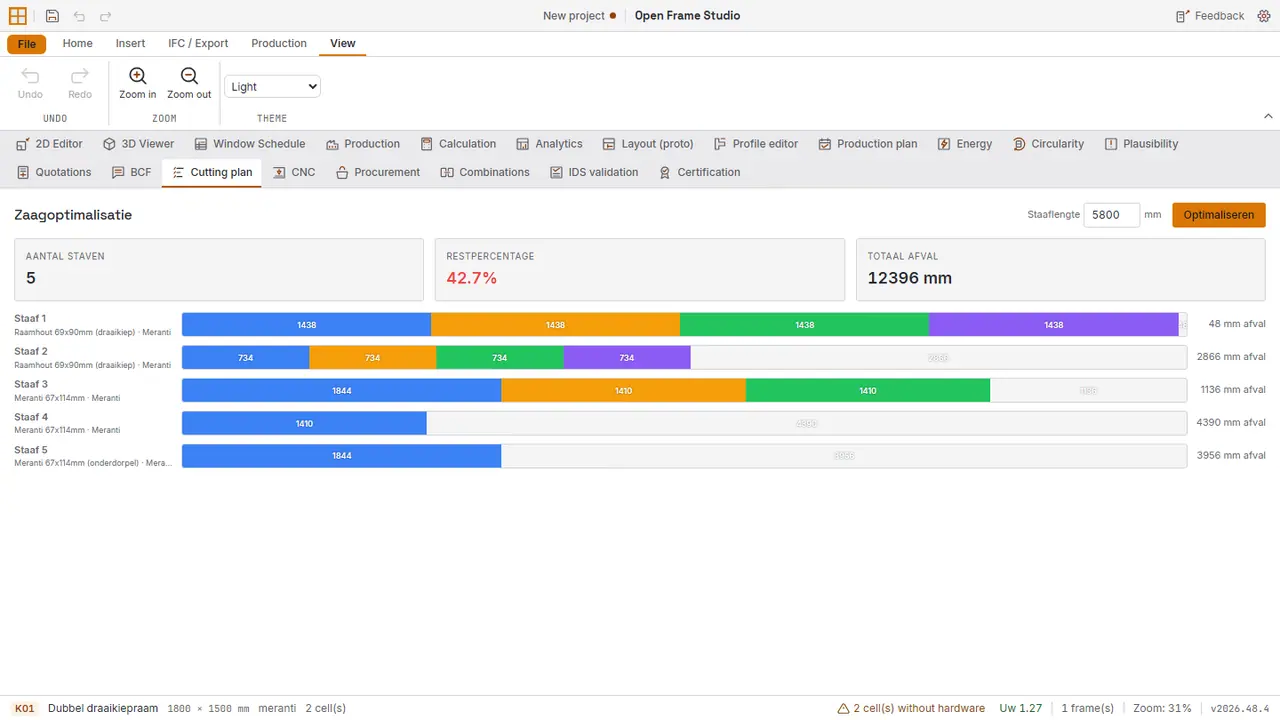 New project
Open Frame Studio
Feedback
File
Home
Insert
IFC / Export
Production
View
Undo
Redo
Zoom in
Zoom out
Light
UNDO
ZOOM
THEME
2D Editor
3D Viewer
Window Schedule
Production
Calculation
Analytics
Layout (proto)
Profile editor
Production plan
Energy
Circularity
Plausibility
Quotations
BCF
Cutting plan
CNC
Procurement
Combinations
IDS validation
Certification
Zaagoptimalisatie
Staaflengte 5800 mm
Optimaliseren
AANTAL STAVEN
5
RESTPERCENTAGE
42.7%
TOTAAL AFVAL
12396 mm
Staaf 1
Raamhout 69x90mm (draaikiep) · Meranti
1438 1438 1438 1438
48 mm afval
Staaf 2
Raamhout 69x90mm (draaikiep) · Meranti
734 734 734 734 2866
2866 mm afval
Staaf 3
Meranti 67x114mm · Meranti
1844 1410 1410 1136
1136 mm afval
Staaf 4
Meranti 67x114mm · Meranti
1410 4390
4390 mm afval
Staaf 5
Meranti 67x114mm (onderdorpel) · Mera...
1844 3956
3956 mm afval
K01 Dubbel draaikiepraam 1800 × 1500 mm meranti 2 cell(s)
2 cell(s) without hardware Uw 1.27 1 frame(s) Zoom: 31% v2026.48.4